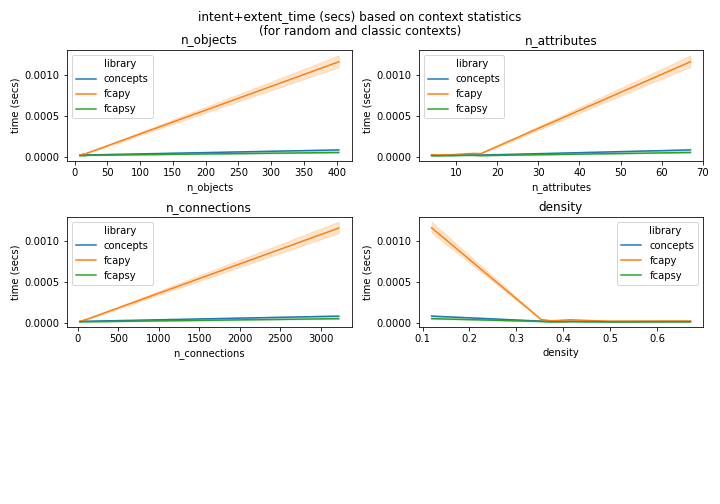 intent+extent_time (secs) based on context statistics
(for random and classic contexts)
n_objects
n_attributes
time (secs)
0.0010
0.0005
0.0000
library
concepts
fcapy
fcapsy
0 50 100 150 200 250 300 350 400
n_objects
time (secs)
0.0010
0.0005
0.0000
library
concepts
fcapy
fcapsy
10 20 30 40 50 60 70
n_attributes
n_connections
density
time (secs)
0.0010
0.0005
0.0000
library
concepts
fcapy
fcapsy
0 500 1000 1500 2000 2500 3000
n_connections
time (secs)
0.0010
0.0005
0.0000
library
concepts
fcapy
fcapsy
0.1 0.2 0.3 0.4 0.5 0.6
density